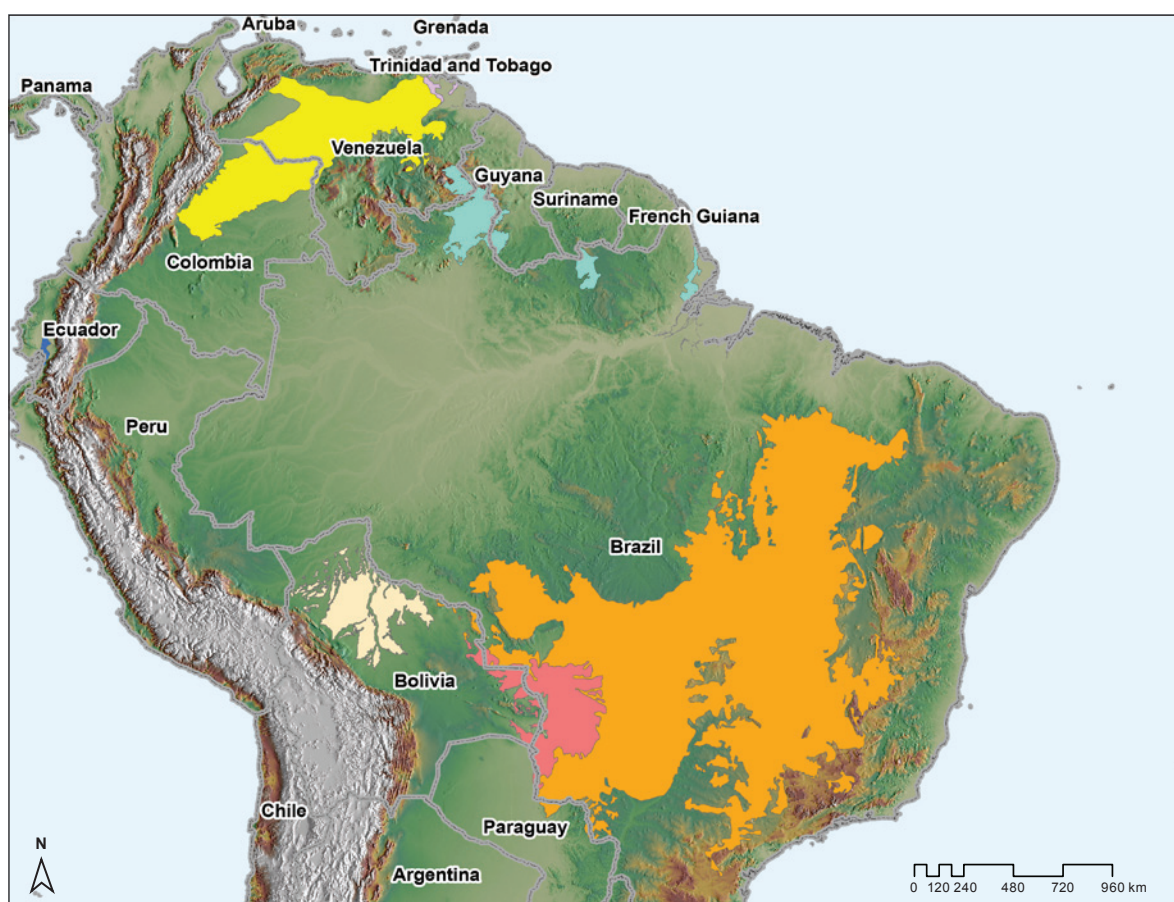 Aruba
Grenada
Trinidad and Tobago
Panama
Venezuela
Guyana
Suriname
French Guiana
Colombia
Ecuador
Peru
Brazil
Bolivia
Chile
Paraguay
Argentina
N
0 120 240 480 720 960 km